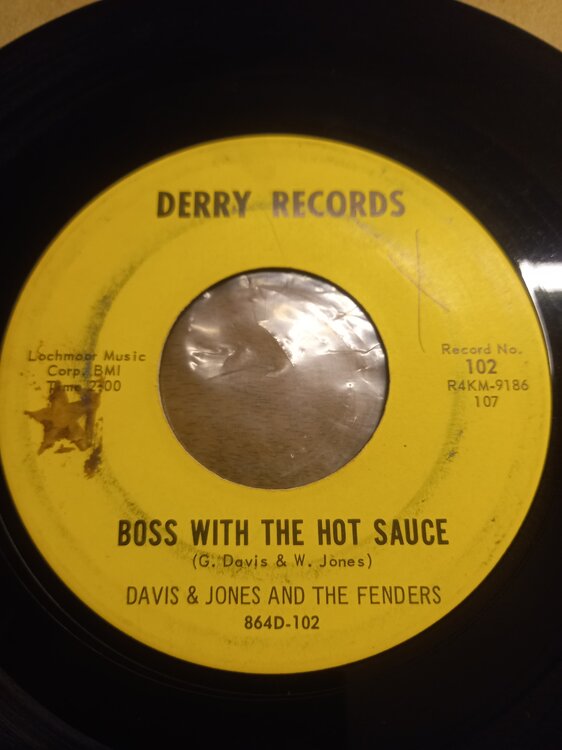 DERRY RECORDS
Lochmoor Music
Corp. BMI
Time 2:00
Record No.
102
R4KM-9186
107
BOSS WITH THE HOT SAUCE
(G. Davis & W. Jones)
DAVIS & JONES AND THE FENDERS
864D-102